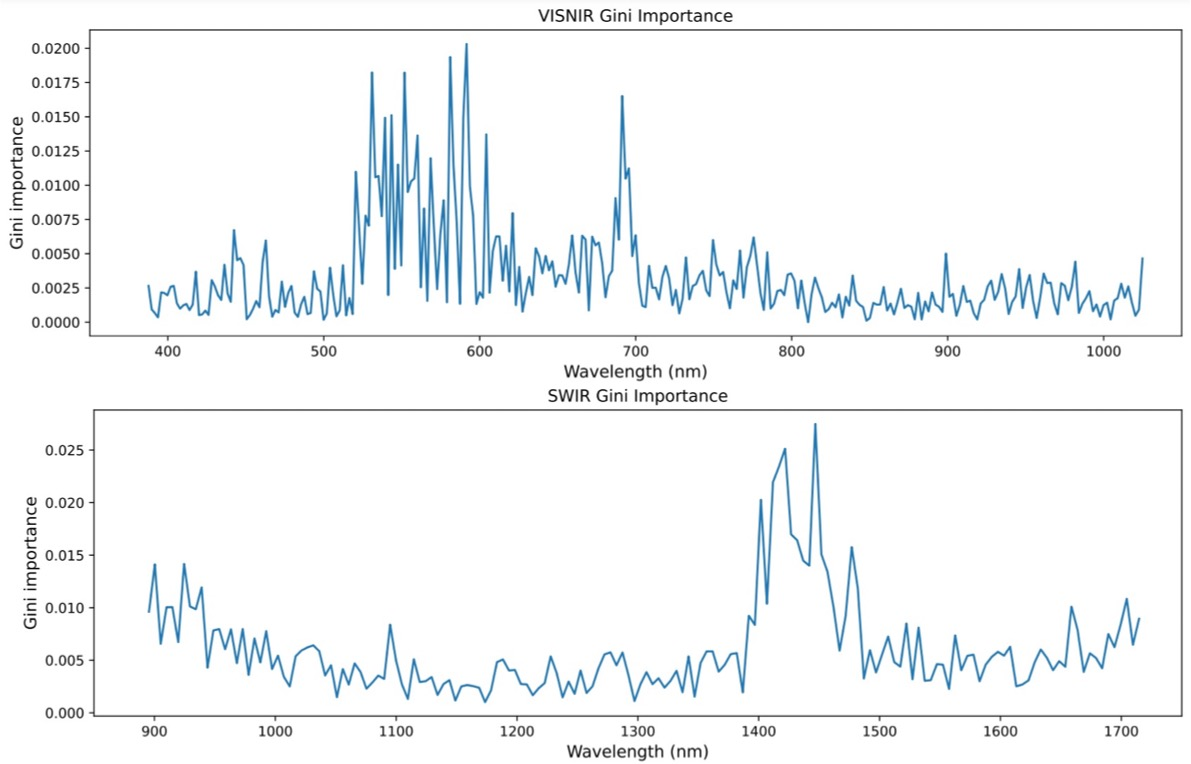 VISNIR Gini Importance
Gini importance
0.0200
0.0175
0.0150
0.0125
0.0100
0.0075
0.0050
0.0025
0.0000
400 500 600 700 800 900 1000
Wavelength (nm)
SWIR Gini Importance
Gini importance
0.025
0.020
0.015
0.010
0.005
0.000
900 1000 1100 1200 1300 1400 1500 1600 1700
Wavelength (nm)